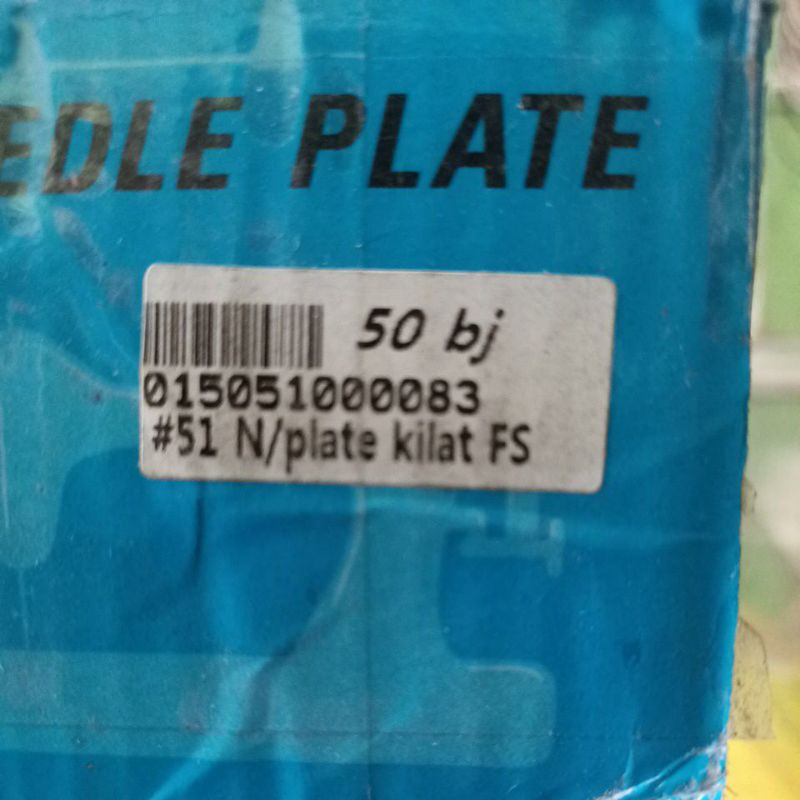 EDLE PLATE
50 bj
015051000083
#51 N/plate kilat FS